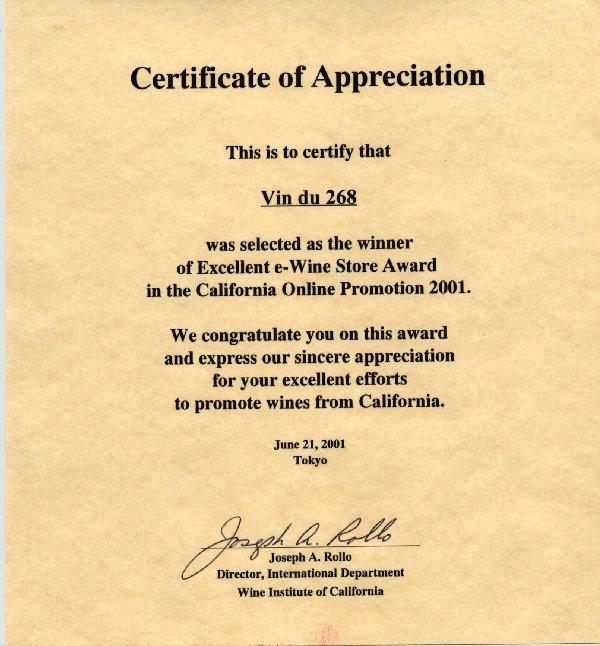 Certificate of Appreciation
This is to certify that
Vin du 268
was selected as the winner
of Excellent e-Wine Store Award
in the California Online Promotion 2001.
We congratulate you on this award
and express our sincere appreciation
for your excellent efforts
to promote wines from California.
June 21, 2001
Tokyo
Joseph A. Rollo
Joseph A. Rollo
Director, International Department
Wine Institute of California